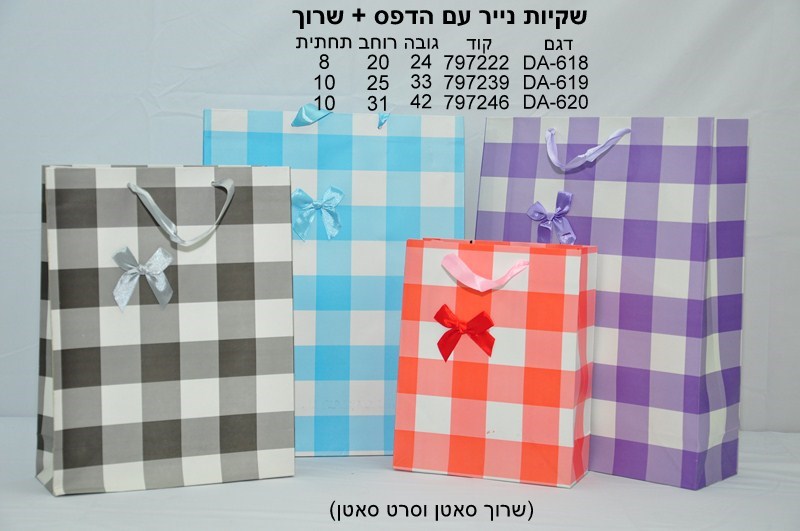 שקיות נייר עם הדפס + שרוך
דגם קוד גובה רוחב תחתית
DA-618 797222 24 20 8
DA-619 797239 33 25 10
DA-620 797246 42 31 10
(שרוך סאטן וסרט סאטן)